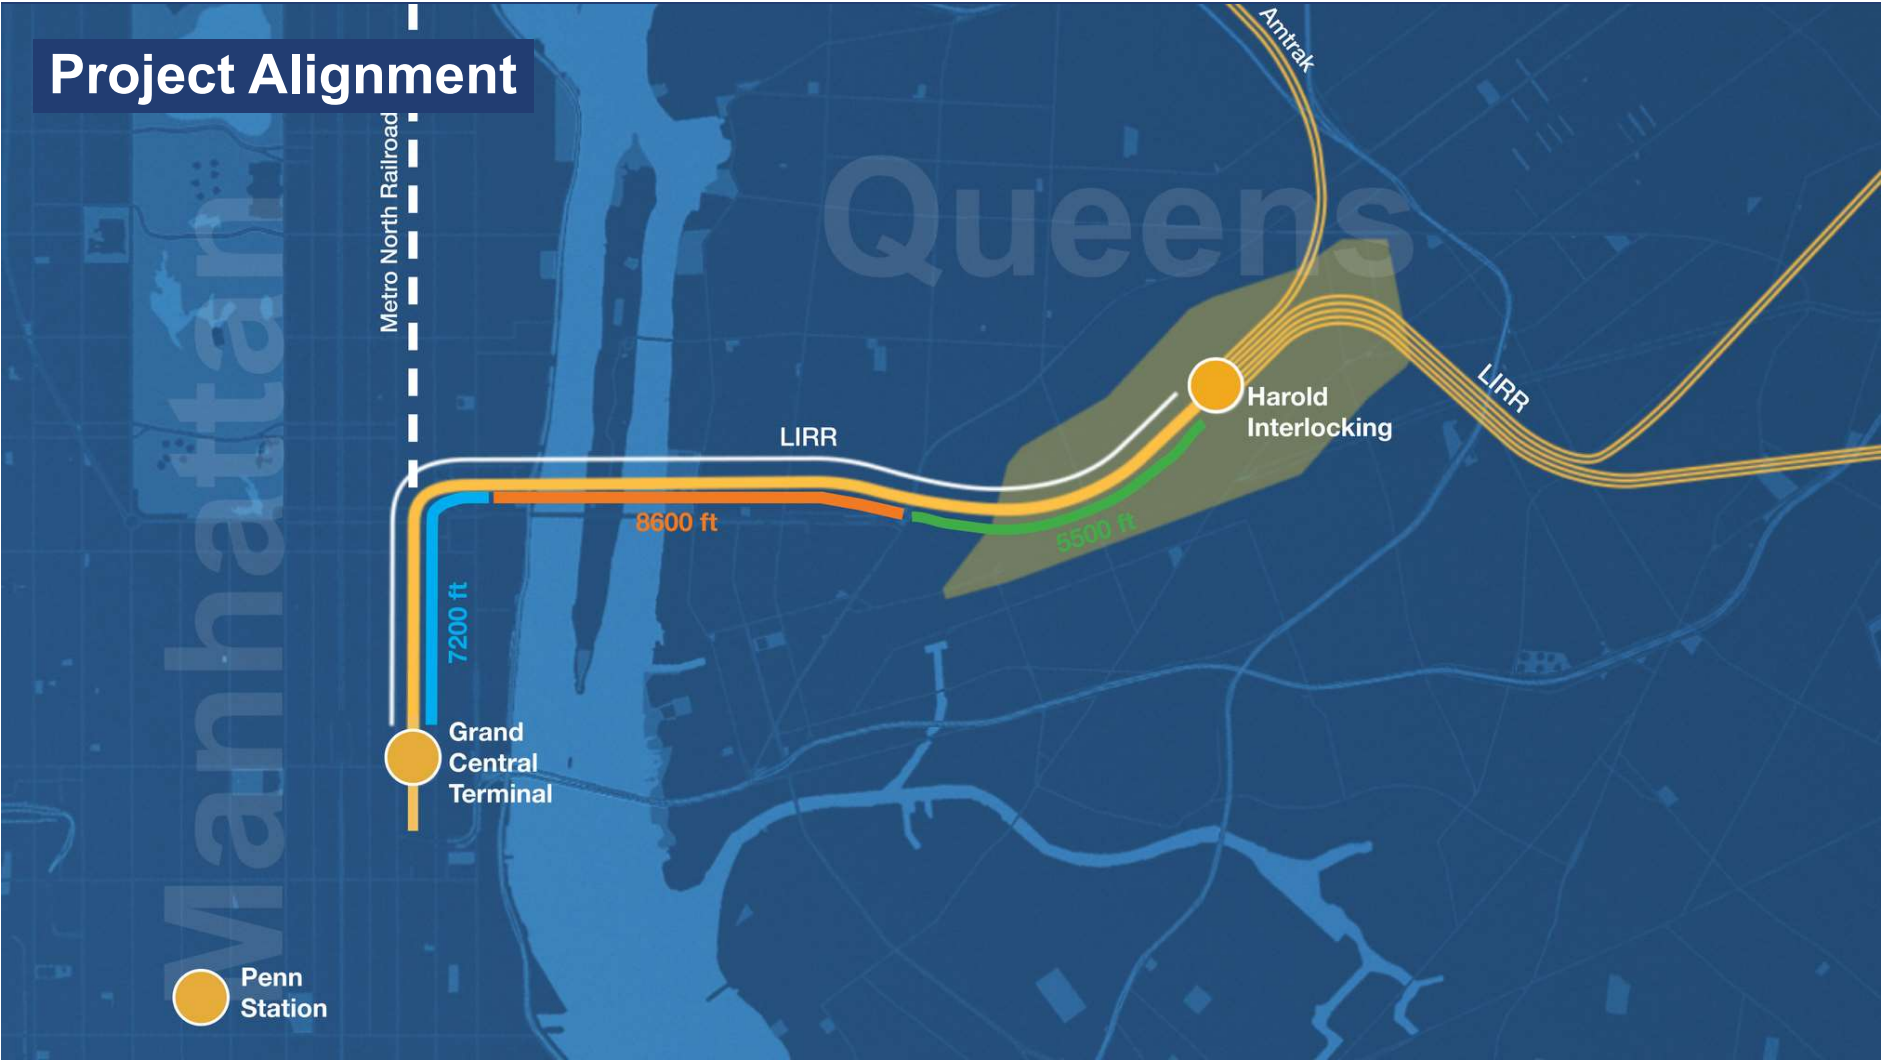 Project Alignment
Amtrak
Metro North Railroad
Queens
Manhattan
LIRR
Harold
Interlocking
LIRR
8600 ft
5500 ft
7200 ft
Grand
Central
Terminal
Penn
Station